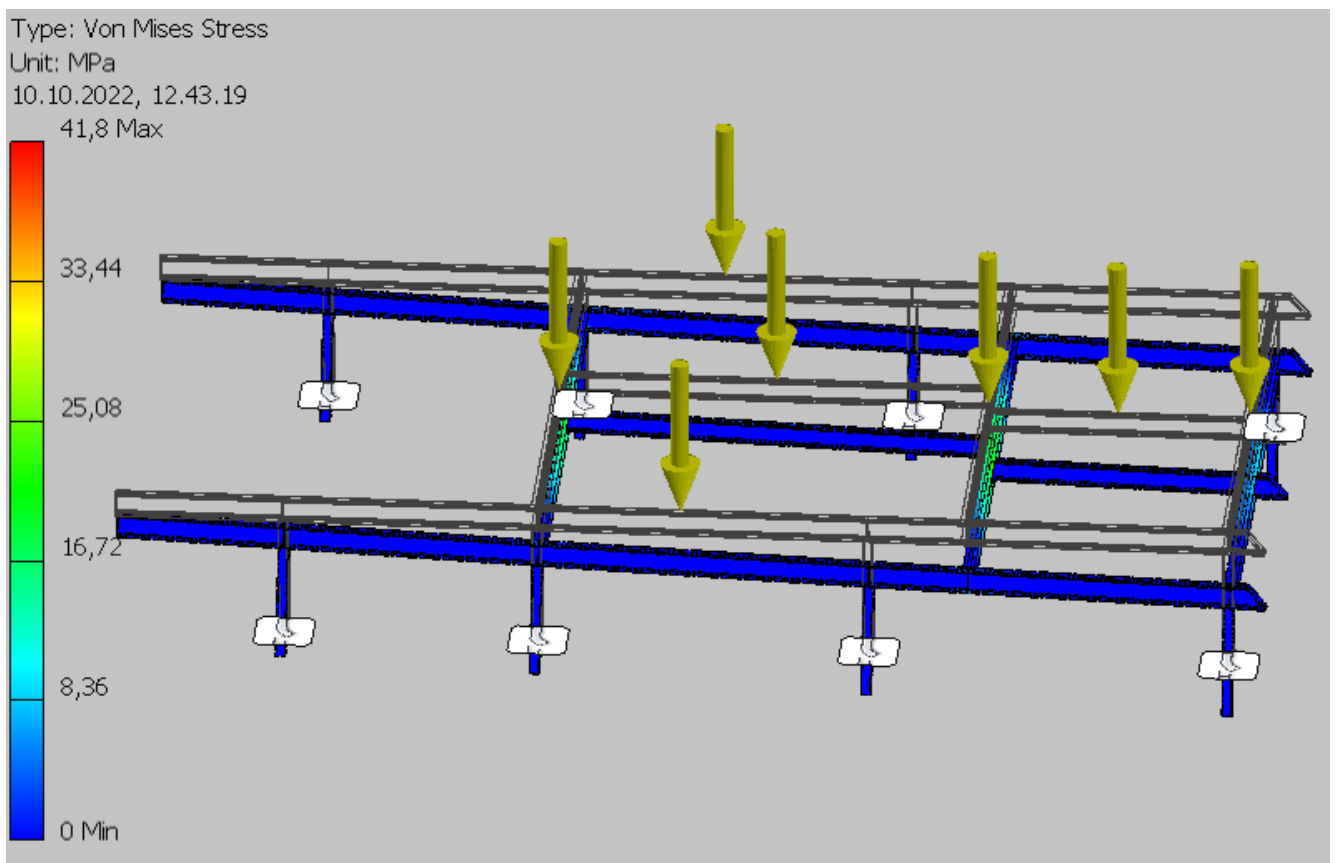 Type: Von Mises Stress
Unit: MPa
10.10.2022, 12.43.19
41,8 Max
33,44
25,08
16,72
8,36
0 Min